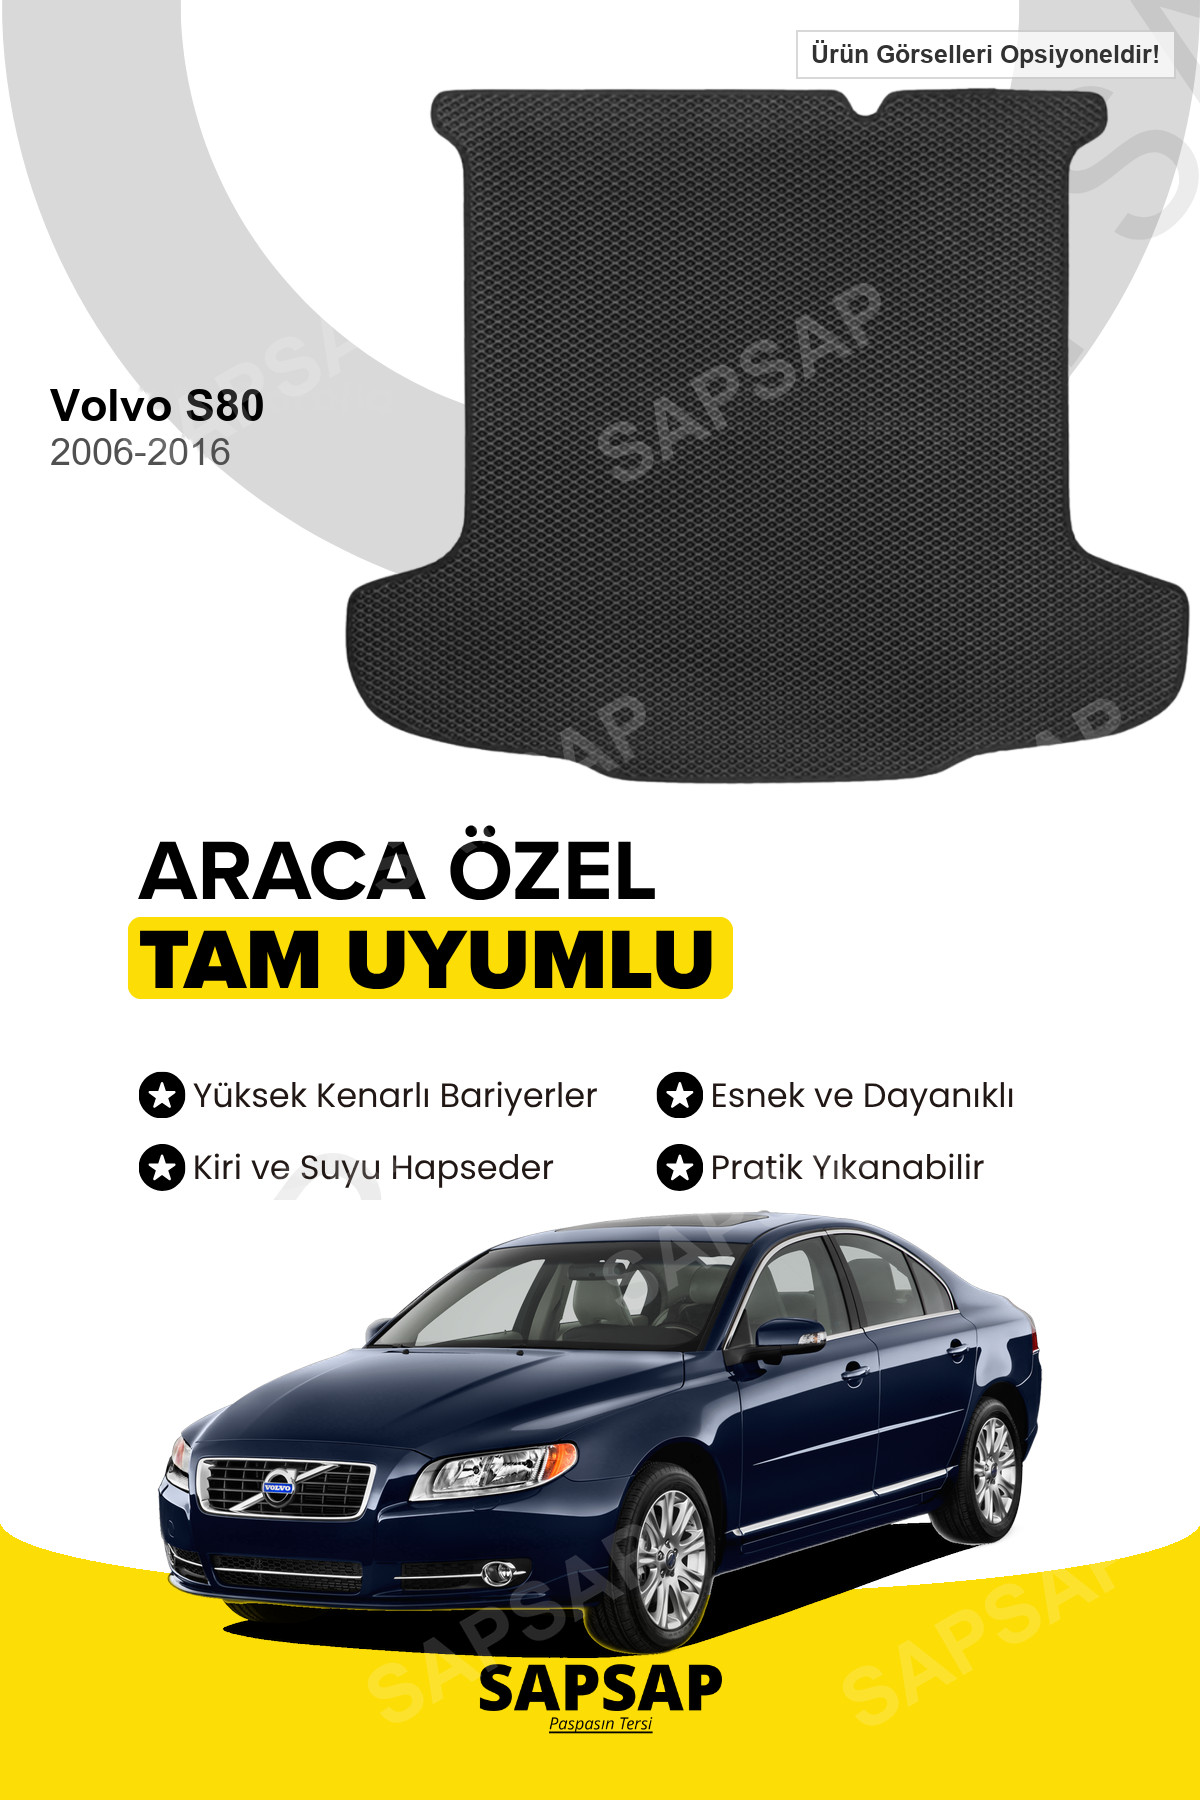 Ürün Görselleri Opsiyoneldir!
SAPSAP
Volvo S80
2006-2016
ARACA ÖZEL
TAM UYUMLU
Yüksek Kenarlı Bariyerler
Esnek ve Dayanıklı
Kiri ve Suyu Hapseder
Pratik Yıkanabilir
VOLVO
SAPSAP
SAPSAP
SAPSAP
Paspasın Tersi